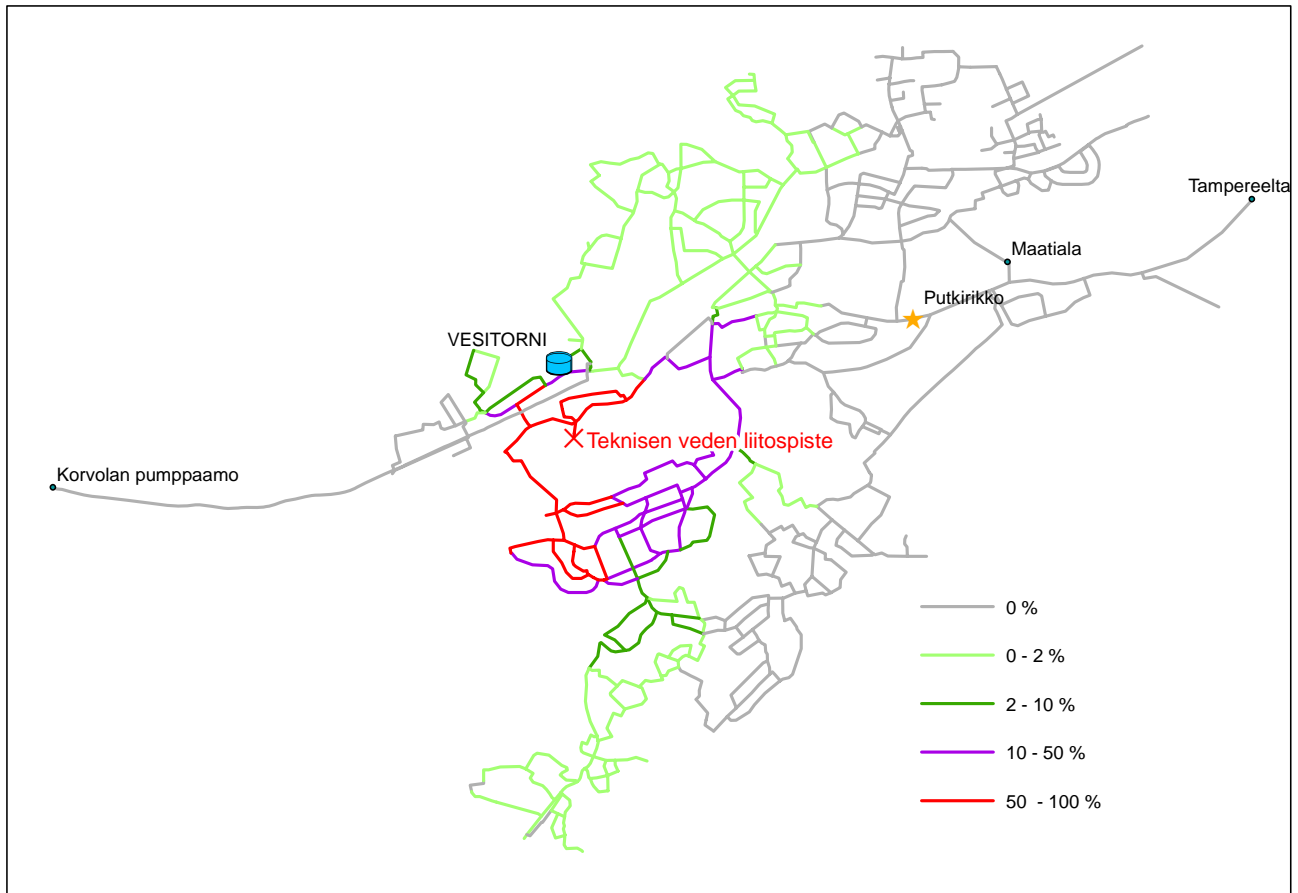 Tampereelta
Maatiala
Putkirikko
VESITORNI
Teknisen veden liitospiste
Korvolan pumppaamo
0 %
0 - 2 %
2 - 10 %
10 - 50 %
50 - 100 %